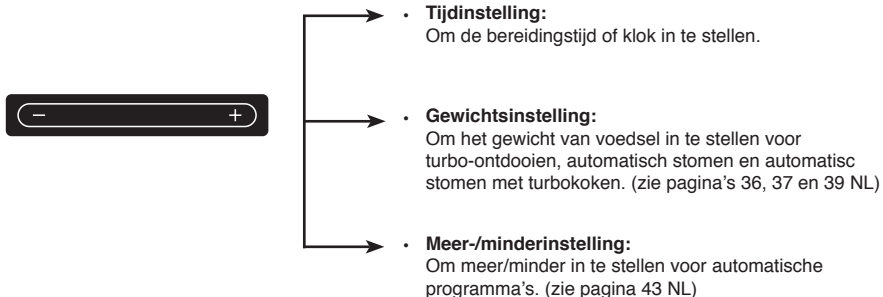 • Tijdinstelling:
Om de bereidingstijd of klok in te stellen.
− +
• Gewichtsinstelling:
Om het gewicht van voedsel in te stellen voor
turbo-ontdooien, automatisch stomen en automatisc
stomen met turbokoken. (zie pagina’s 36, 37 en 39 NL)
• Meer-/minderinstelling:
Om meer/minder in te stellen voor automatische
programma’s. (zie pagina 43 NL)